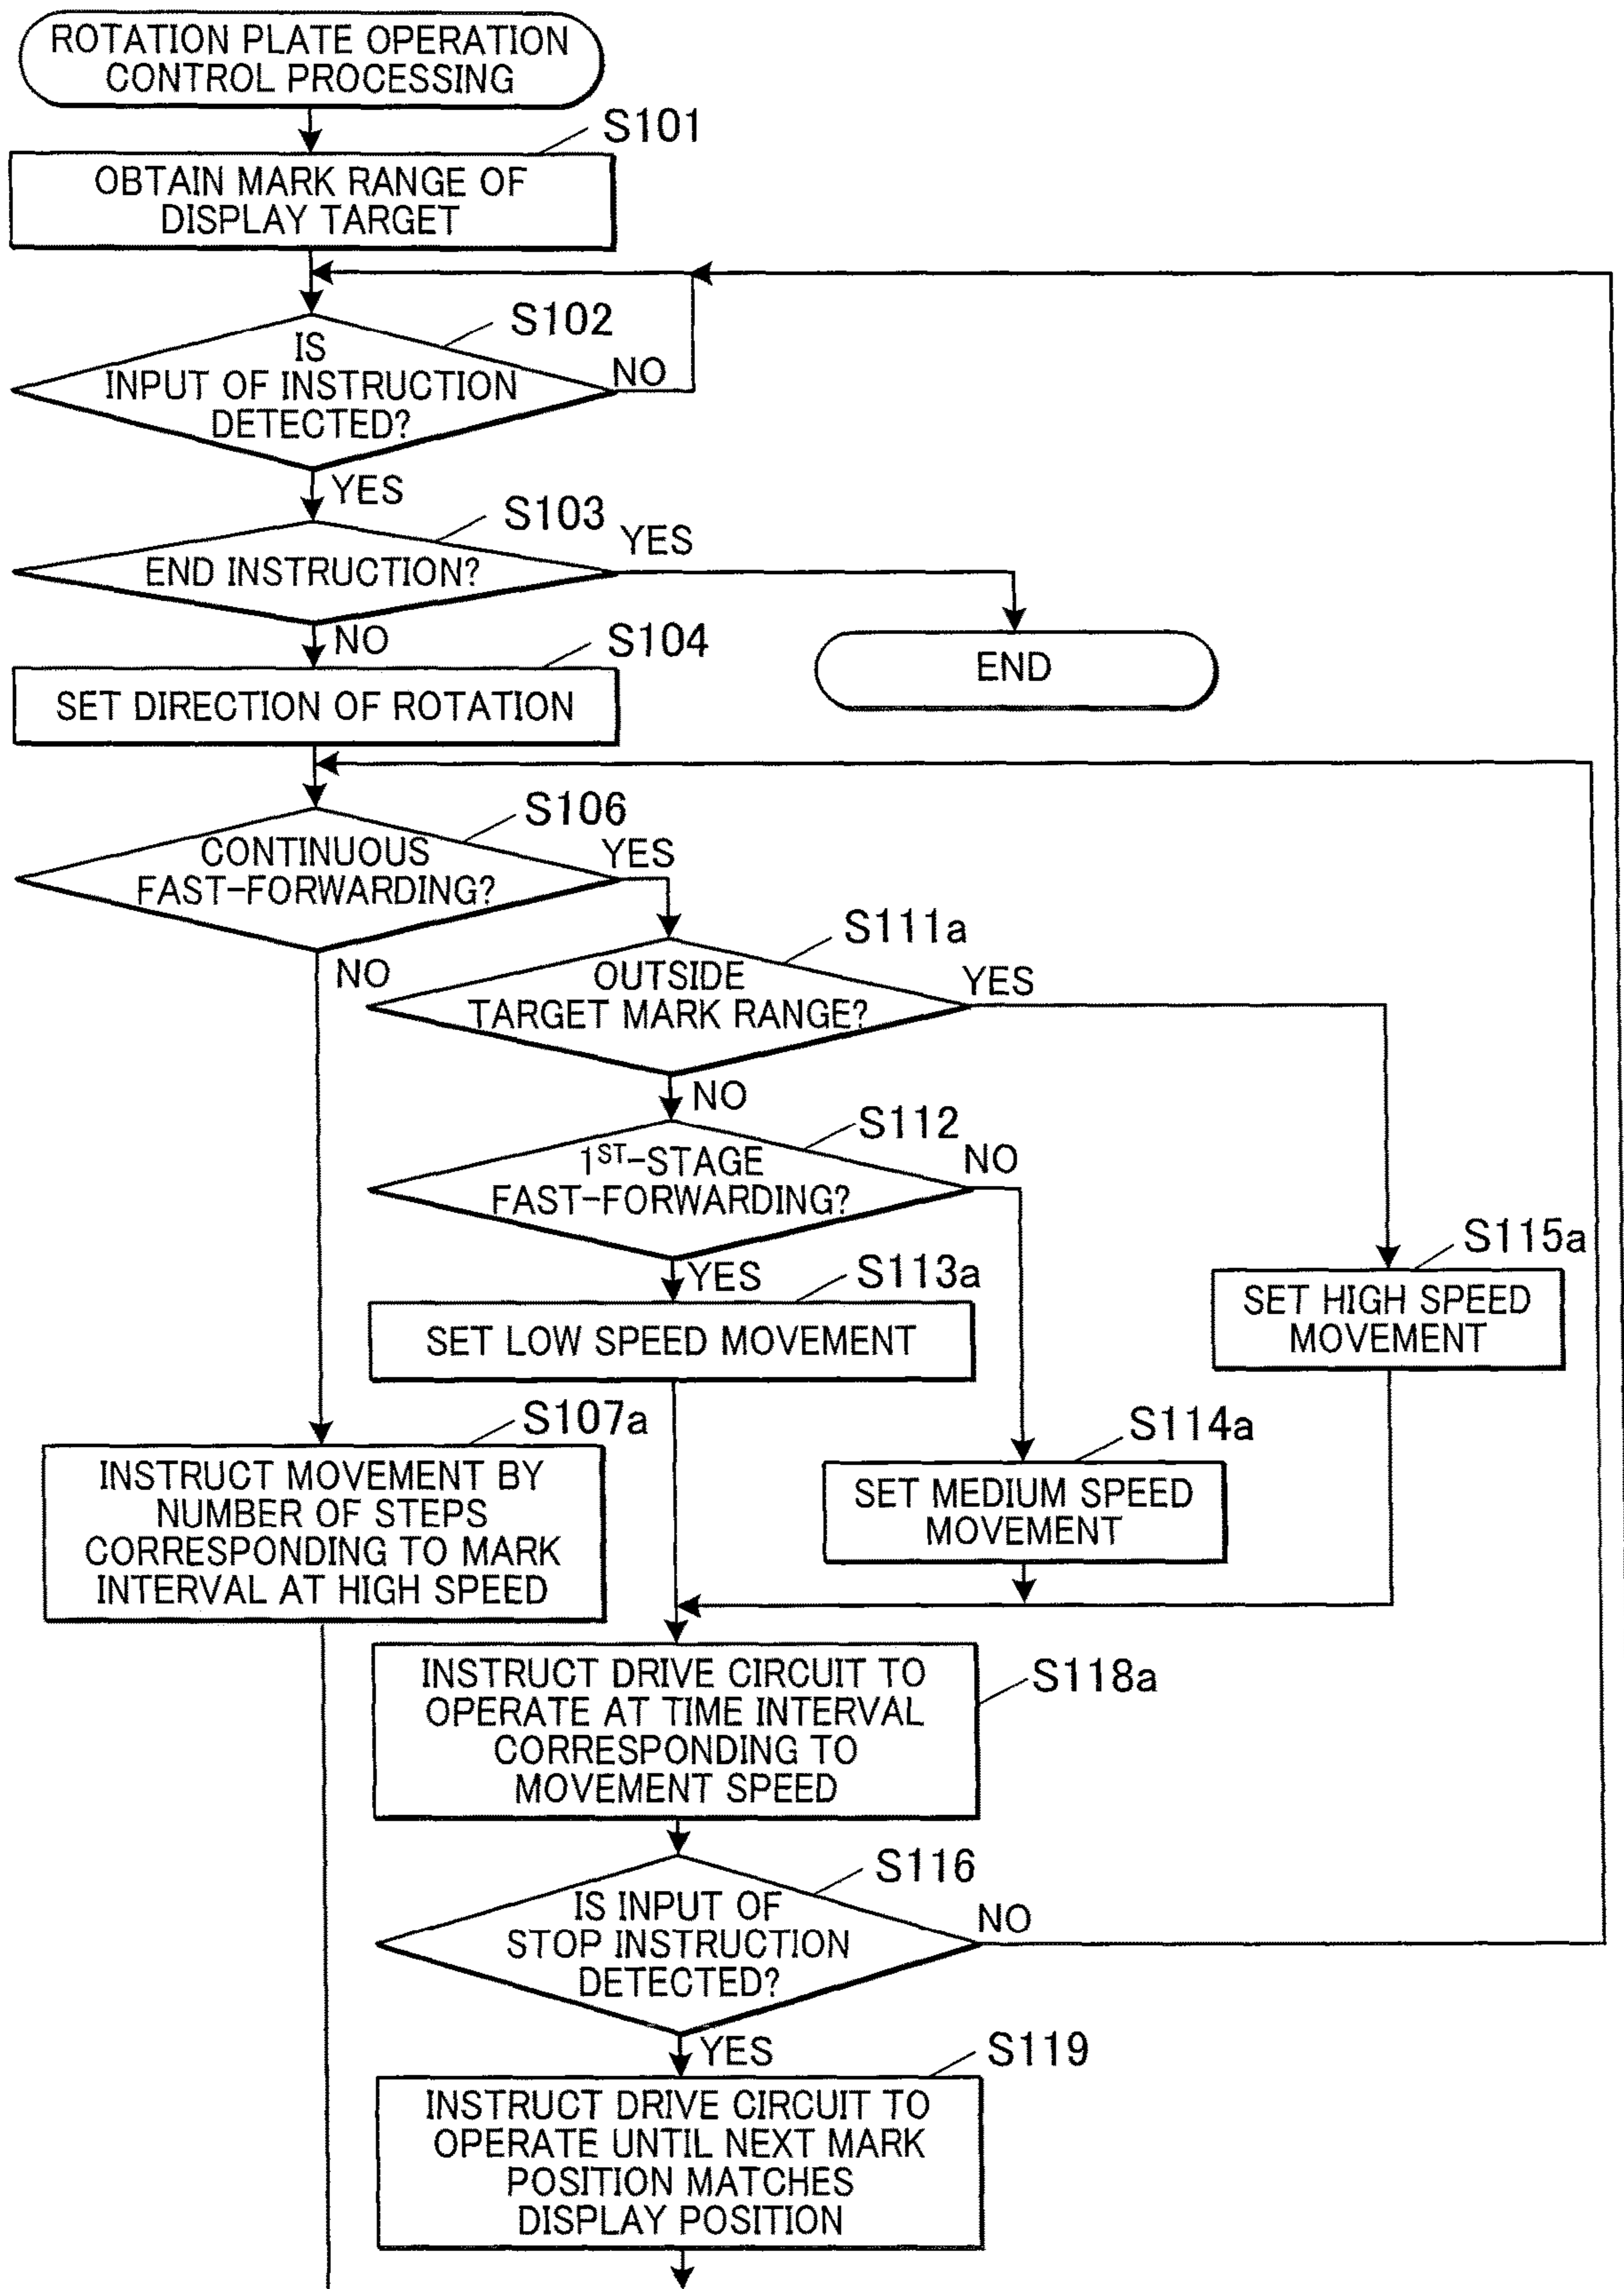 ROTATION PLATE OPERATION
CONTROL PROCESSING
S101
OBTAIN MARK RANGE OF
DISPLAY TARGET
S102
IS
INPUT OF INSTRUCTION
DETECTED?
NO
YES
S103
END INSTRUCTION?
YES
NO
END
S104
SET DIRECTION OF ROTATION
S106
CONTINUOUS
FAST-FORWARDING?
YES
NO
S111a
OUTSIDE
TARGET MARK RANGE?
YES
NO
S112
1ST-STAGE
FAST-FORWARDING?
NO
YES
S113a
SET LOW SPEED MOVEMENT
S115a
SET HIGH SPEED
MOVEMENT
S107a
INSTRUCT MOVEMENT BY
NUMBER OF STEPS
CORRESPONDING TO MARK
INTERVAL AT HIGH SPEED
S114a
SET MEDIUM SPEED
MOVEMENT
S118a
INSTRUCT DRIVE CIRCUIT TO
OPERATE AT TIME INTERVAL
CORRESPONDING TO
MOVEMENT SPEED
S116
IS INPUT OF
STOP INSTRUCTION
DETECTED?
NO
YES
S119
INSTRUCT DRIVE CIRCUIT TO
OPERATE UNTIL NEXT MARK
POSITION MATCHES
DISPLAY POSITION